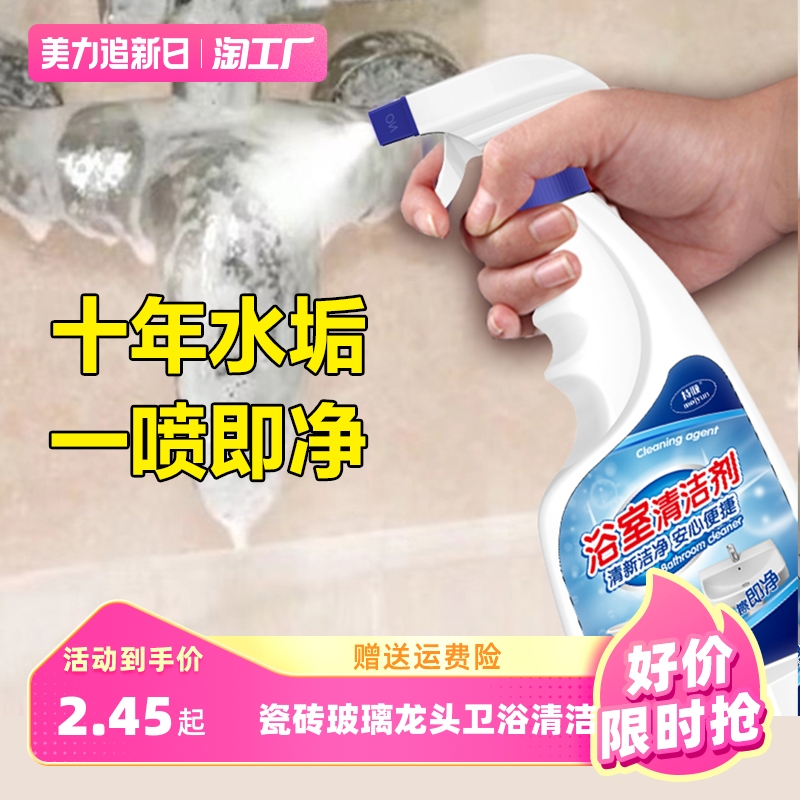 美力追新日 淘工厂
ON
十年水垢
一喷即净
moiyun
Cleaning agent
浴室清洁剂
清新洁净 安心便捷
Bathroom cleaner
即净
活动到手价
赠送运费险
2.45起
瓷砖玻璃龙头卫浴清洁
好价
限时抢